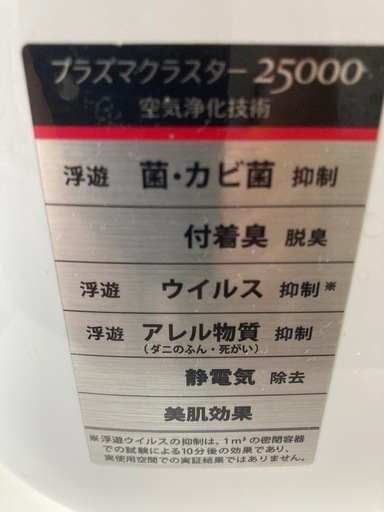 プラズマクラスター 25000
空気浄化技術
浮遊 菌・カビ菌 抑制
付着臭 脱臭
浮遊 ウイルス 抑制※
浮遊 アレル物質 抑制
(ダニのふん・死がい)
静電気 除去
美肌効果
※浮遊ウイルスの抑制は、1m³の密閉容器
での試験による10分後の効果であり、
実使用空間での実証結果ではありません。